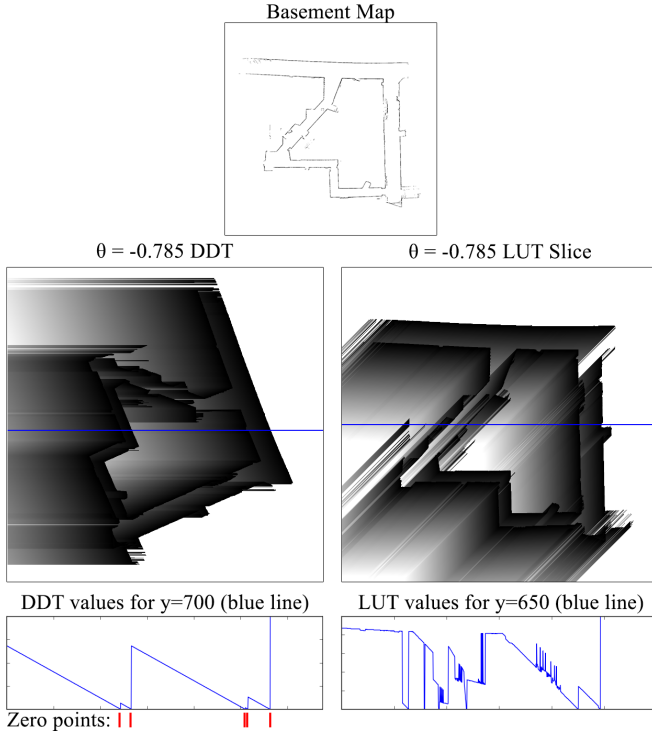 Basement Map
θ = -0.785 DDT
θ = -0.785 LUT Slice
DDT values for y=700 (blue line)
LUT values for y=650 (blue line)
Zero points: